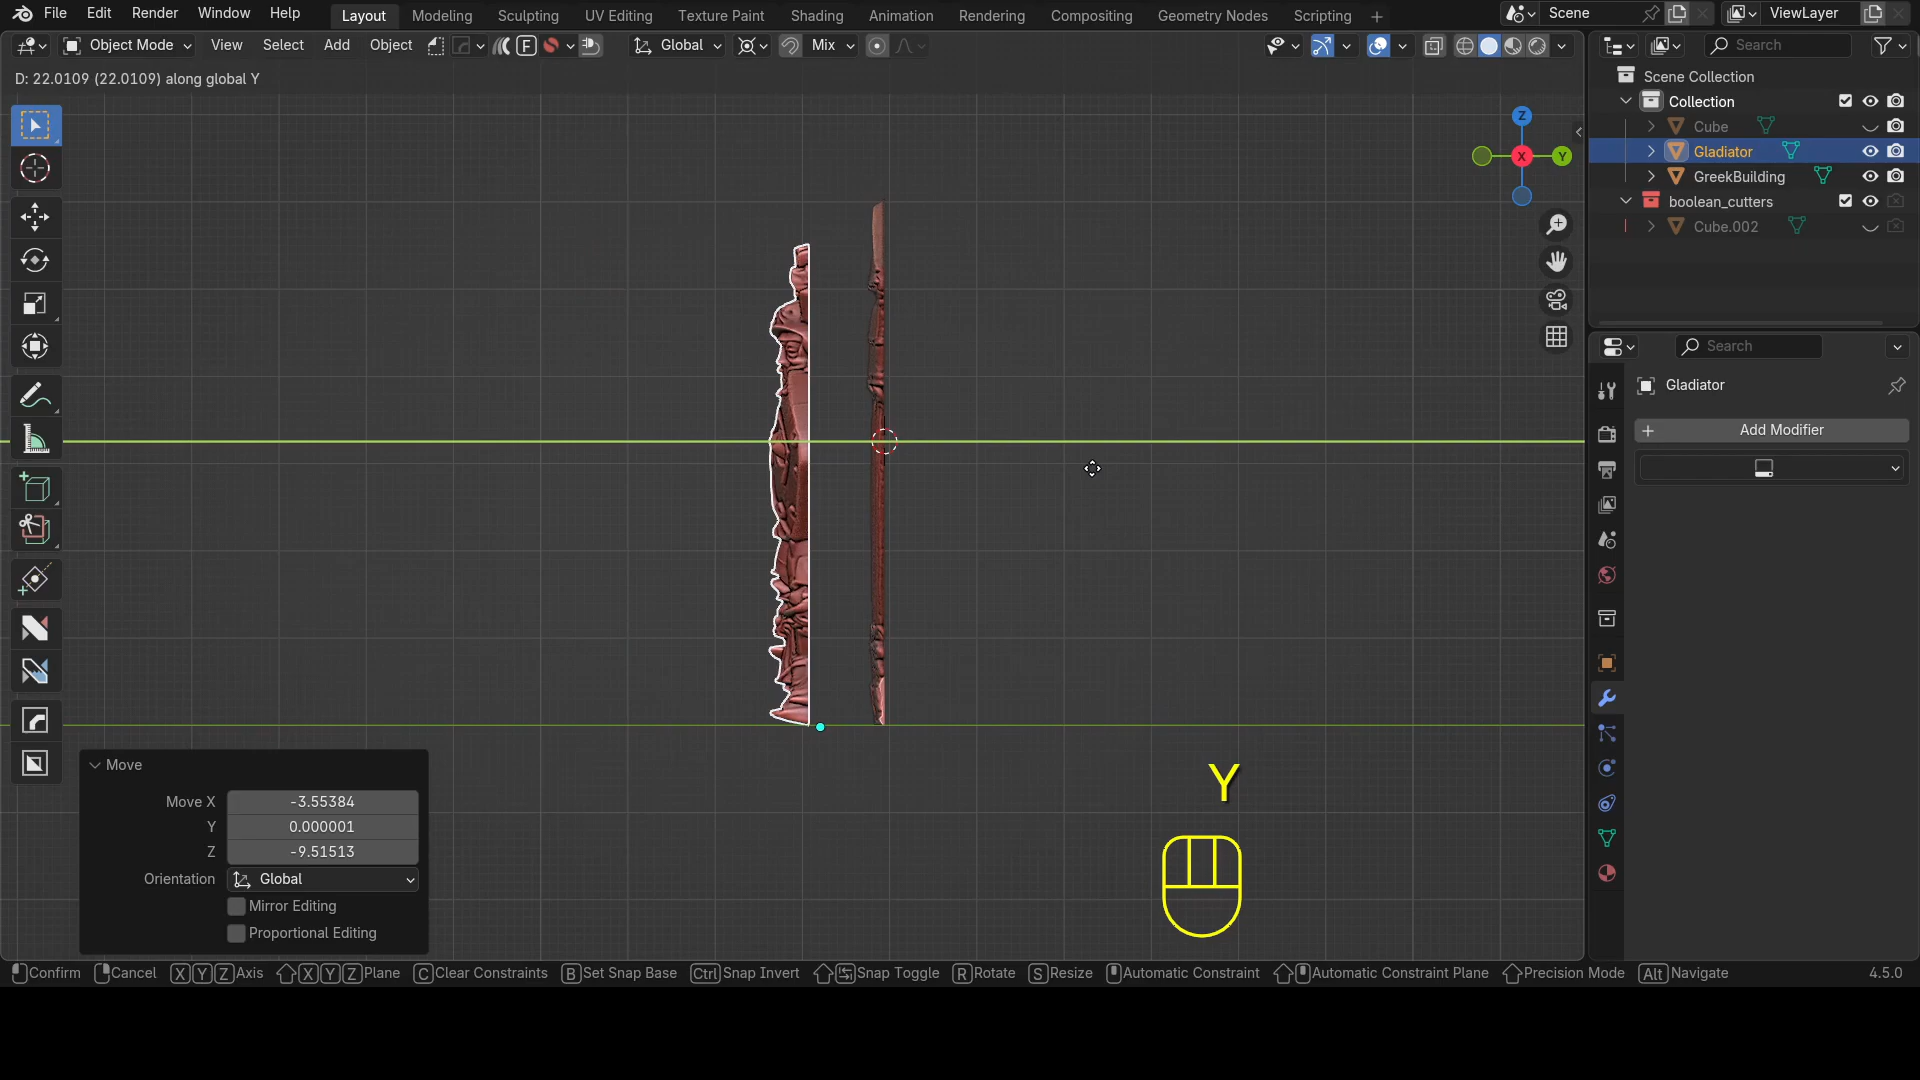 File Edit Render Window Help Layout Modeling Sculpting UV Editing Texture Paint Shading Animation Rendering Compositing Geometry Nodes Scripting Scene ViewLayer
Object Mode View Select Add Object F Global Mix Search
D: 22.0109 (22.0109) along global Y
Scene Collection
Collection
Cube
Gladiator
GreekBuilding
boolean_cutters
Cube.002
Z
X
Y
Search
Gladiator
Add Modifier
Move
Move X -3.55384
Y 0.000001
Z -9.51513
Orientation Global
Mirror Editing
Proportional Editing
Y
Confirm Cancel X Y Z Axis X Y Z Plane C Clear Constraints B Set Snap Base Ctrl Snap Invert Snap Toggle R Rotate S Resize Automatic Constraint Automatic Constraint Plane Precision Mode Alt Navigate 4.5.0